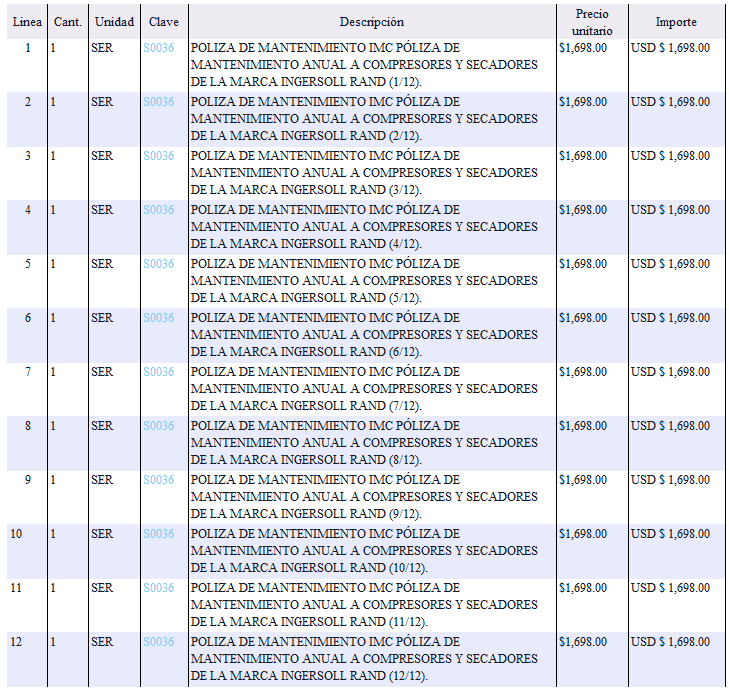 Linea Cant. Unidad Clave Descripción Precio unitario Importe
1 1 SER S0036 POLIZA DE MANTENIMIENTO IMC PÓLIZA DE $1,698.00 USD $ 1,698.00
MANTENIMIENTO ANUAL A COMPRESORES Y SECADORES
DE LA MARCA INGERSOLL RAND (1/12).
2 1 SER S0036 POLIZA DE MANTENIMIENTO IMC PÓLIZA DE $1,698.00 USD $ 1,698.00
MANTENIMIENTO ANUAL A COMPRESORES Y SECADORES
DE LA MARCA INGERSOLL RAND (2/12).
3 1 SER S0036 POLIZA DE MANTENIMIENTO IMC PÓLIZA DE $1,698.00 USD $ 1,698.00
MANTENIMIENTO ANUAL A COMPRESORES Y SECADORES
DE LA MARCA INGERSOLL RAND (3/12).
4 1 SER S0036 POLIZA DE MANTENIMIENTO IMC PÓLIZA DE $1,698.00 USD $ 1,698.00
MANTENIMIENTO ANUAL A COMPRESORES Y SECADORES
DE LA MARCA INGERSOLL RAND (4/12).
5 1 SER S0036 POLIZA DE MANTENIMIENTO IMC PÓLIZA DE $1,698.00 USD $ 1,698.00
MANTENIMIENTO ANUAL A COMPRESORES Y SECADORES
DE LA MARCA INGERSOLL RAND (5/12).
6 1 SER S0036 POLIZA DE MANTENIMIENTO IMC PÓLIZA DE $1,698.00 USD $ 1,698.00
MANTENIMIENTO ANUAL A COMPRESORES Y SECADORES
DE LA MARCA INGERSOLL RAND (6/12).
7 1 SER S0036 POLIZA DE MANTENIMIENTO IMC PÓLIZA DE $1,698.00 USD $ 1,698.00
MANTENIMIENTO ANUAL A COMPRESORES Y SECADORES
DE LA MARCA INGERSOLL RAND (7/12).
8 1 SER S0036 POLIZA DE MANTENIMIENTO IMC PÓLIZA DE $1,698.00 USD $ 1,698.00
MANTENIMIENTO ANUAL A COMPRESORES Y SECADORES
DE LA MARCA INGERSOLL RAND (8/12).
9 1 SER S0036 POLIZA DE MANTENIMIENTO IMC PÓLIZA DE $1,698.00 USD $ 1,698.00
MANTENIMIENTO ANUAL A COMPRESORES Y SECADORES
DE LA MARCA INGERSOLL RAND (9/12).
10 1 SER S0036 POLIZA DE MANTENIMIENTO IMC PÓLIZA DE $1,698.00 USD $ 1,698.00
MANTENIMIENTO ANUAL A COMPRESORES Y SECADORES
DE LA MARCA INGERSOLL RAND (10/12).
11 1 SER S0036 POLIZA DE MANTENIMIENTO IMC PÓLIZA DE $1,698.00 USD $ 1,698.00
MANTENIMIENTO ANUAL A COMPRESORES Y SECADORES
DE LA MARCA INGERSOLL RAND (11/12).
12 1 SER S0036 POLIZA DE MANTENIMIENTO IMC PÓLIZA DE $1,698.00 USD $ 1,698.00
MANTENIMIENTO ANUAL A COMPRESORES Y SECADORES
DE LA MARCA INGERSOLL RAND (12/12).